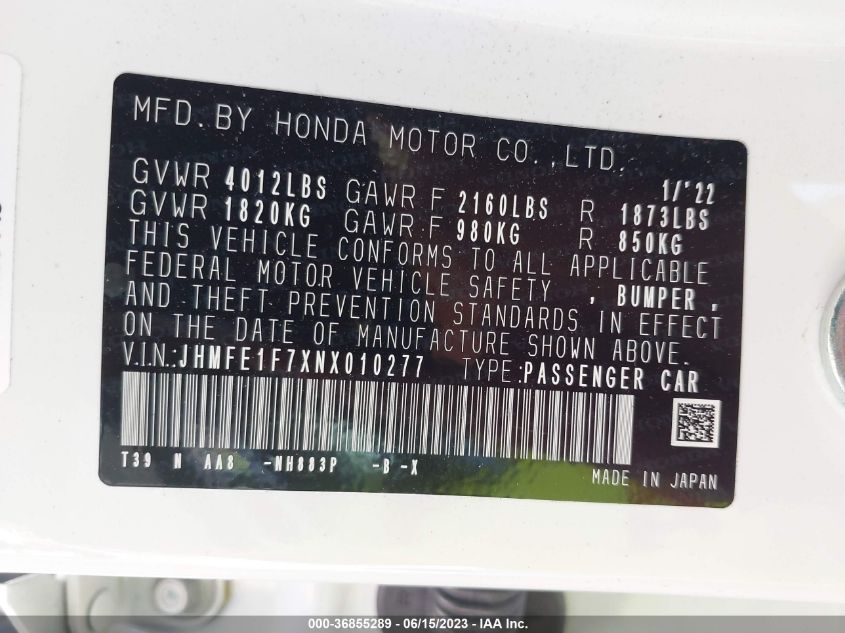 MFD. BY HONDA MOTOR CO.,LTD.
1/'22
GVWR 4012LBS GAWR F 2160LBS R 1873LBS
GVWR 1820KG GAWR F 980KG R 850KG
THIS VEHICLE CONFORMS TO ALL APPLICABLE
FEDERAL MOTOR VEHICLE SAFETY , BUMPER ,
AND THEFT PREVENTION STANDARDS IN EFFECT
ON THE DATE OF MANUFACTURE SHOWN ABOVE.
V.I.N.:JHMFE1F7XNX010277 TYPE:PASSENGER CAR
T39 N AA8 -NH883P -B -X
MADE IN JAPAN
000-36855289 - 06/15/2023 - IAA Inc.